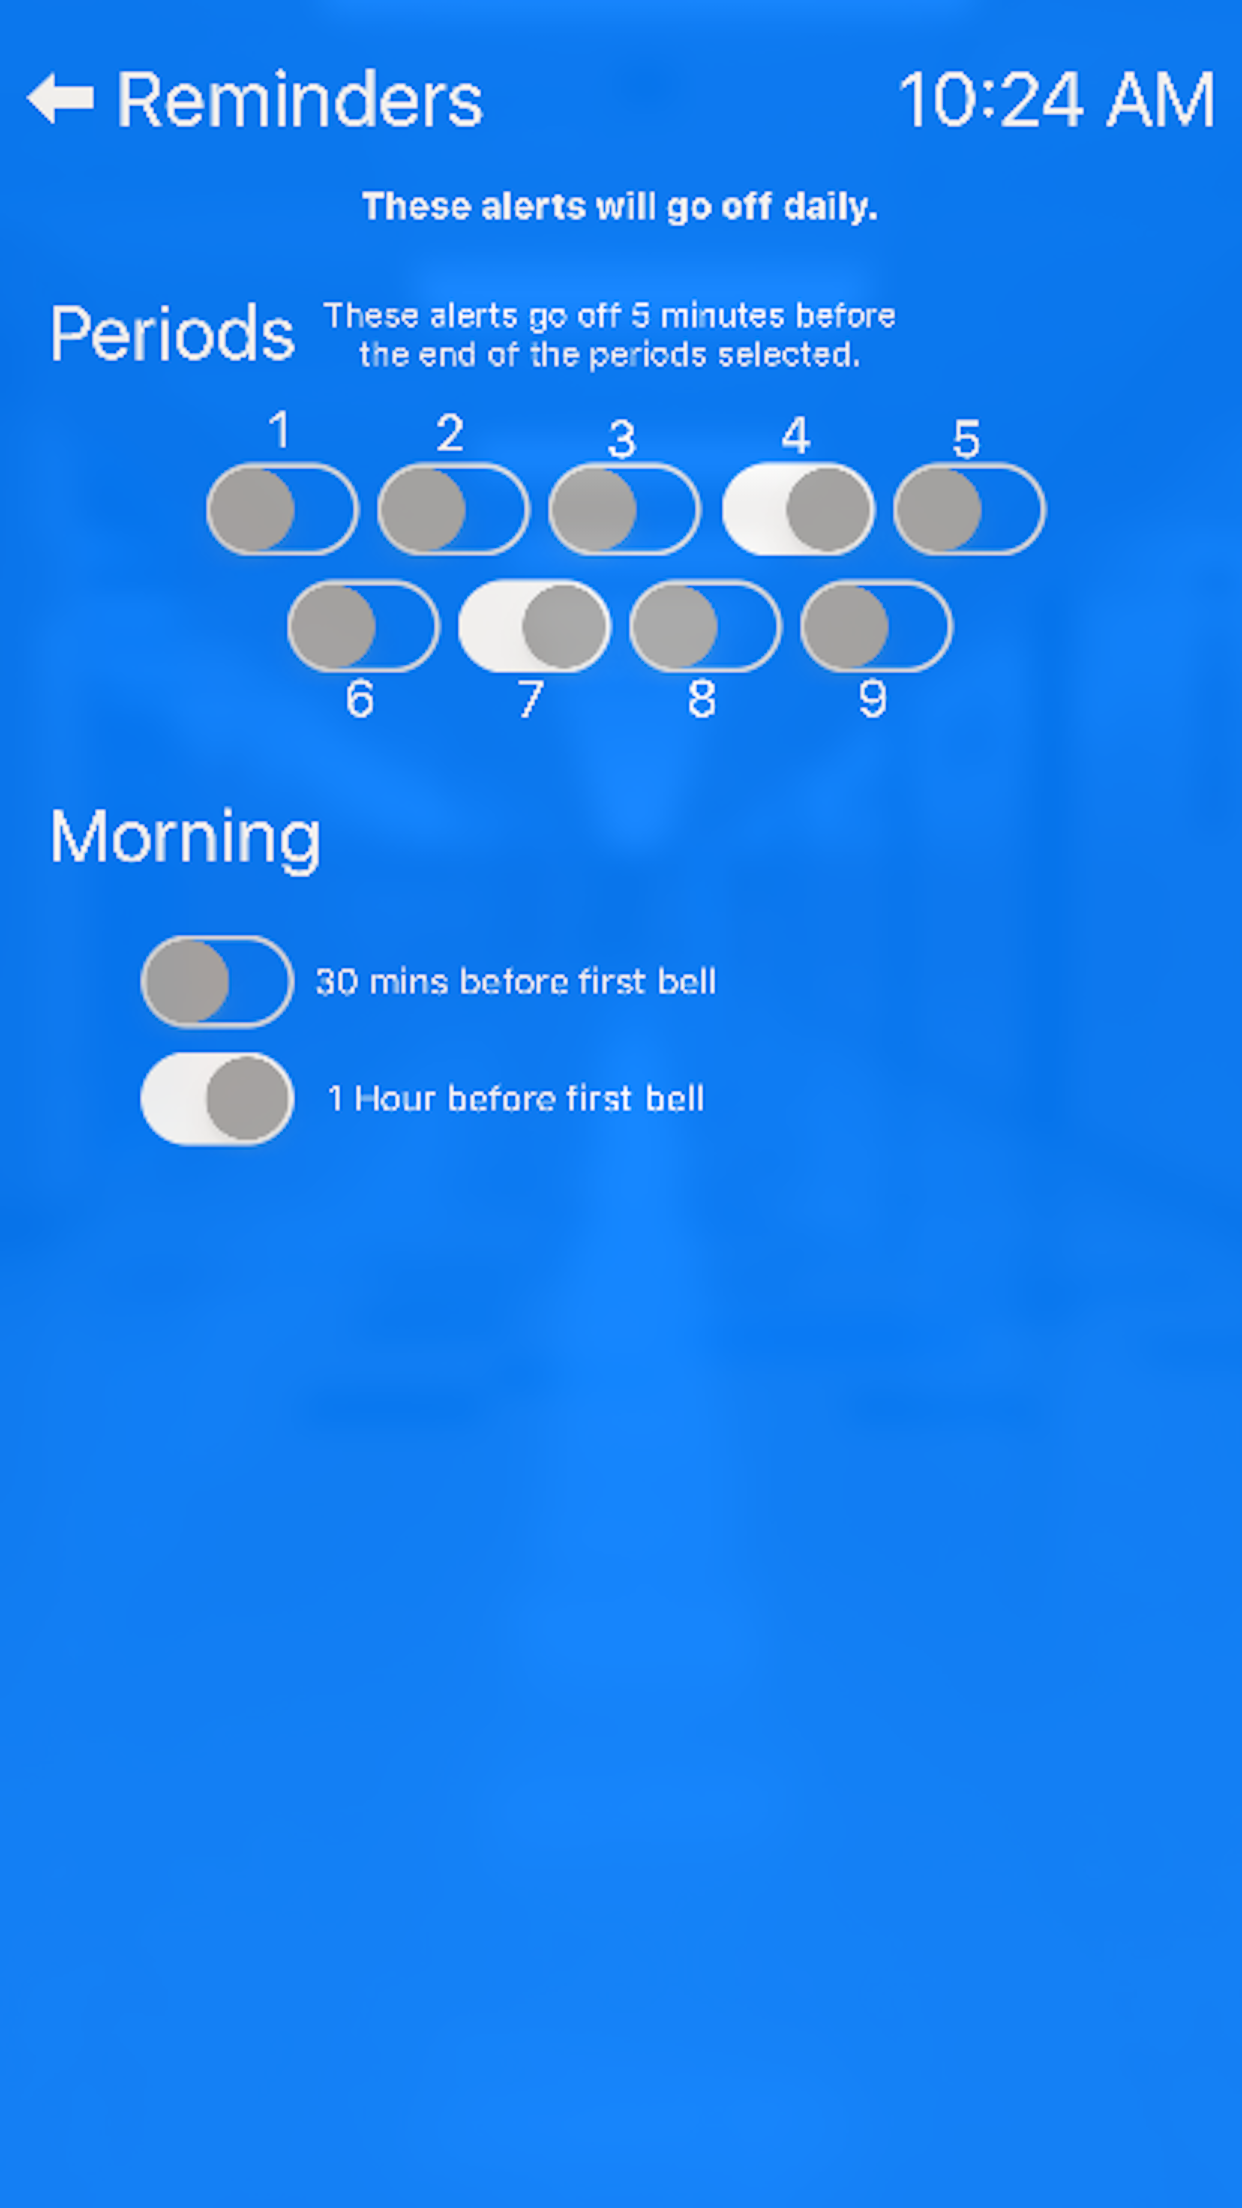 Reminders
10:24 AM
These alerts will go off daily.
Periods
These alerts go off 5 minutes before
the end of the periods selected.
1 2 3 4 5
6 7 8 9
Morning
30 mins before first bell
1 Hour before first bell